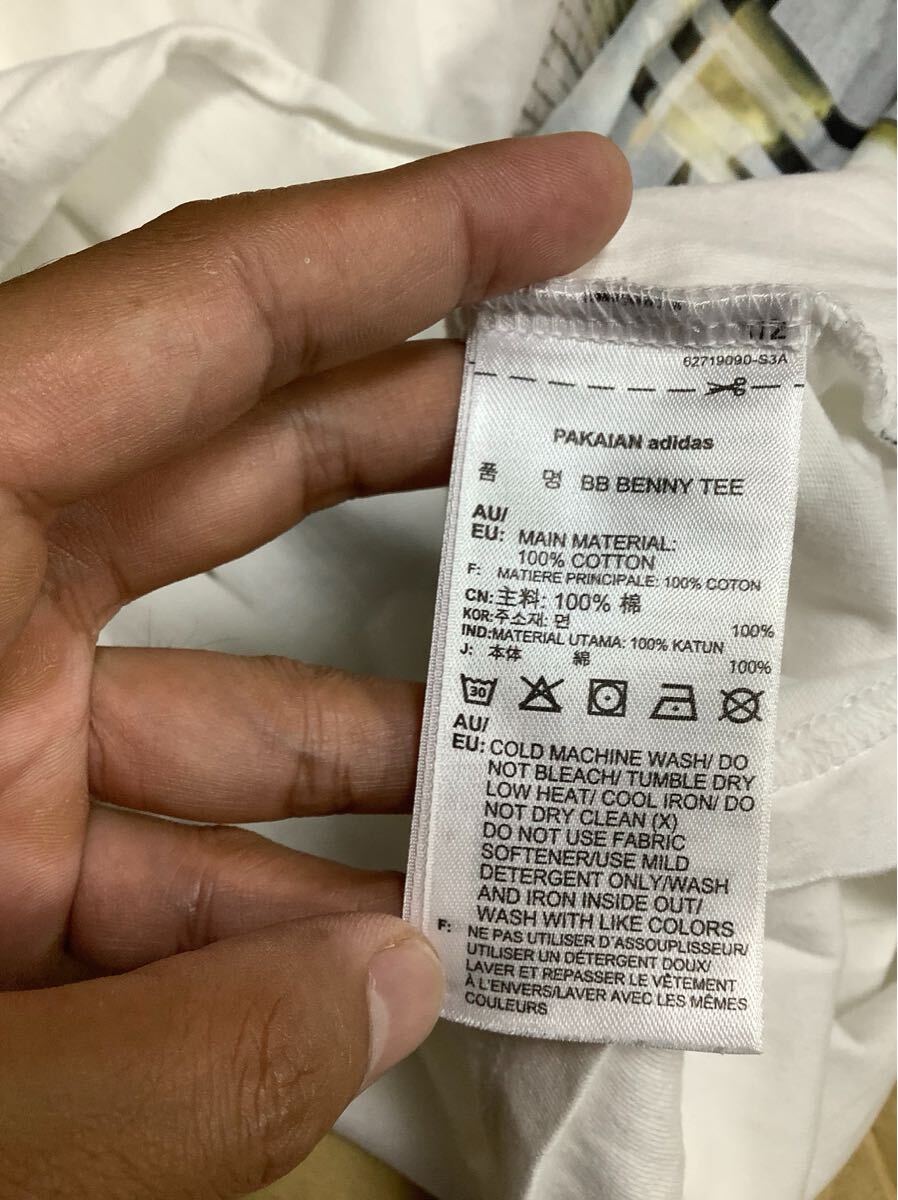 62719090-S3A
PAKAIAN adidas
품 명 BB BENNY TEE
AU/
EU: MAIN MATERIAL:
100% COTTON
F: MATIERE PRINCIPALE: 100% COTON
CN:主料: 100% 棉
KOR:주소재: 면 100%
IND:MATERIAL UTAMA: 100% KATUN
J: 本体 綿 100%
30
AU/
EU: COLD MACHINE WASH/ DO
NOT BLEACH/ TUMBLE DRY
LOW HEAT/ COOL IRON/ DO
NOT DRY CLEAN (X)
DO NOT USE FABRIC
SOFTENER/USE MILD
DETERGENT ONLY/WASH
AND IRON INSIDE OUT/
WASH WITH LIKE COLORS
F: NE PAS UTILISER D'ASSOUPLISSEUR/
UTILISER UN DÉTERGENT DOUX/
LAVER ET REPASSER LE VÊTEMENT
À L'ENVERS/LAVER AVEC LES MÊMES
COULEURS